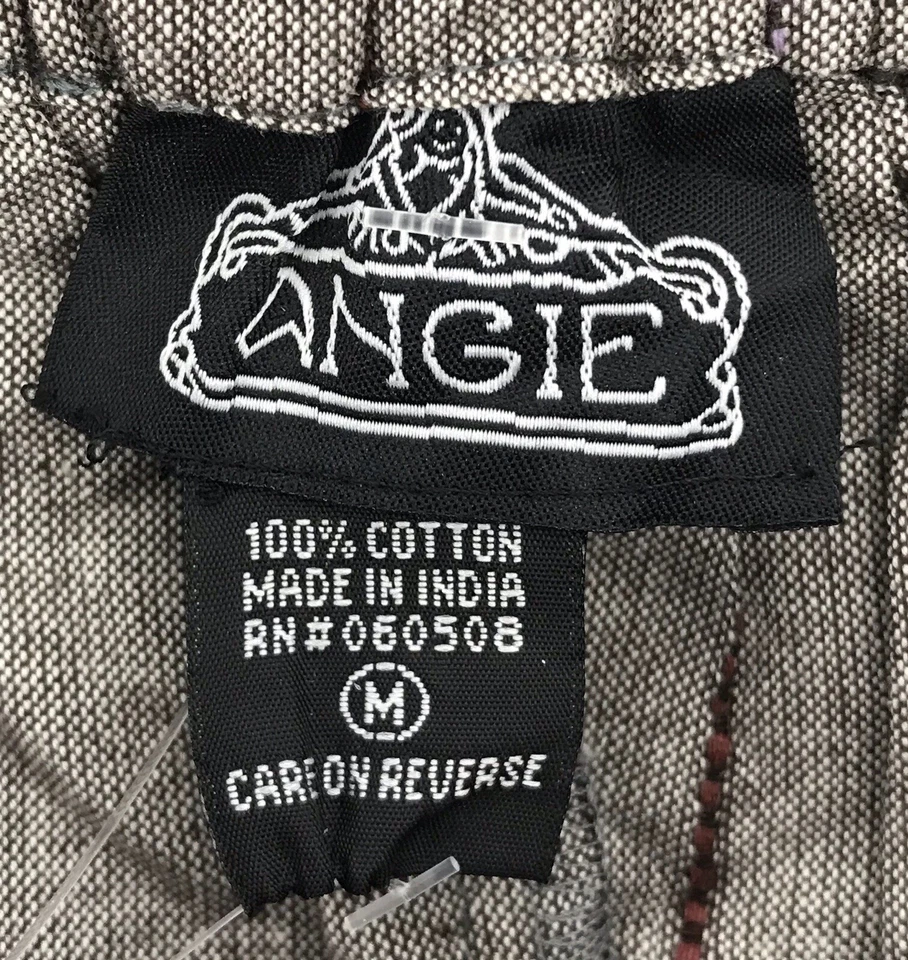 ANGIE
100% COTTON
MADE IN INDIA
RN#060508
M
CARE ON REVERSE